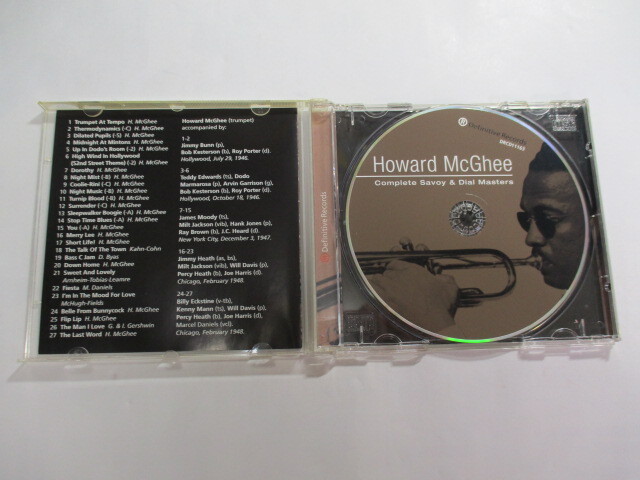 1 Trumpet At Tempo H. McGhee
2 Thermodynamics (-C) H. McGhee
3 Dilated Pupils (-S) H. McGhee
4 Midnight At Mintons H. McGhee
5 Up In Dodo's Room (-2) H. McGhee
6 High Wind In Hollywood
(52nd Street Theme) (-2) H. McGhee
7 Dorothy H. McGhee
8 Night Mist (-B) H. McGhee
9 Coolie-Rini (-C) H. McGhee
10 Night Music (-B) H. McGhee
11 Turnip Blood (-B) H. McGhee
12 Surrender (-C) H. McGhee
13 Sleepwalker Boogie (-A) H. McGhee
14 Stop Time Blues (-A) H. McGhee
15 You (-A) H. McGhee
16 Merry Lee H. McGhee
17 Short Life! H. McGhee
18 The Talk Of The Town Kahn-Cohn
19 Bass C Jam D. Byas
20 Down Home H. McGhee
21 Sweet And Lovely
Arnheim-Tobias-Leamre
22 Fiesta M. Daniels
23 I'm In The Mood For Love
McHugh-Fields
24 Belle From Bunnycock H. McGhee
25 Flip Lip H. McGhee
26 The Man I Love G. & I. Gershwin
27 The Last Word H. McGhee
Howard McGhee (trumpet)
accompanied by:
1-2
Jimmy Bunn (p),
Bob Kesterson (b), Roy Porter (d).
Hollywood, July 29, 1946.
3-6
Teddy Edwards (ts), Dodo
Marmarosa (p), Arvin Garrison (g),
Bob Kesterson (b), Roy Porter (d).
Hollywood, October 18, 1946.
7-15
James Moody (ts),
Milt Jackson (vib), Hank Jones (p),
Ray Brown (b), J.C. Heard (d).
New York City, December 3, 1947.
16-23
Jimmy Heath (as, bs),
Milt Jackson (vib), Will Davis (p),
Percy Heath (b), Joe Harris (d).
Chicago, February 1948.
24-27
Billy Eckstine (v-tb),
Kenny Mann (ts), Will Davis (p),
Percy Heath (b), Joe Harris (d),
Marcel Daniels (vcl).
Chicago, February 1948.
Definitive Records
Definitive Records
DRCD11161
Howard McGhee
Complete Savoy & Dial Masters